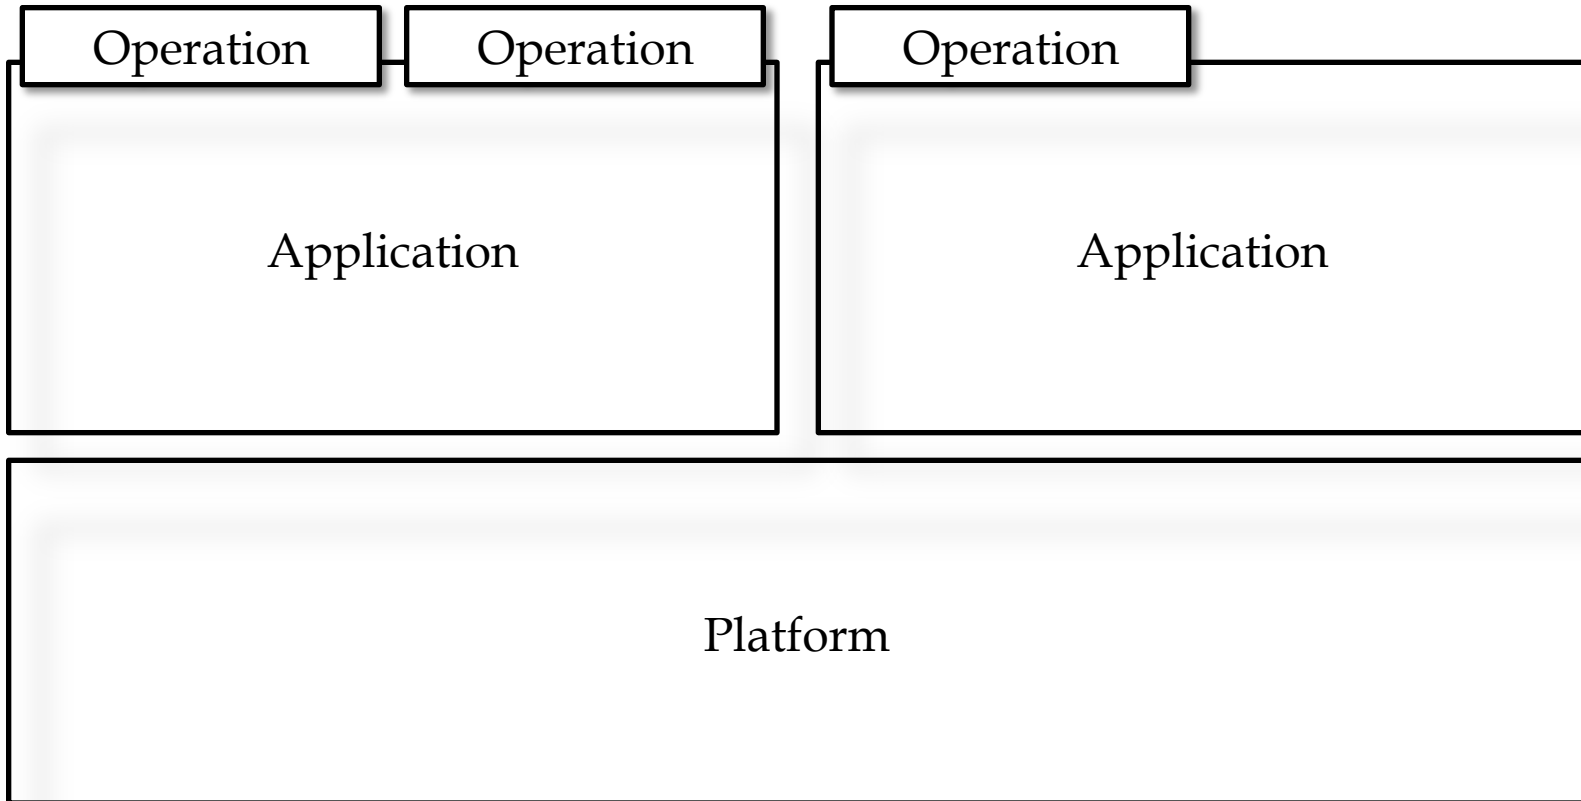 Operation
Operation
Operation
Application
Application
Platform